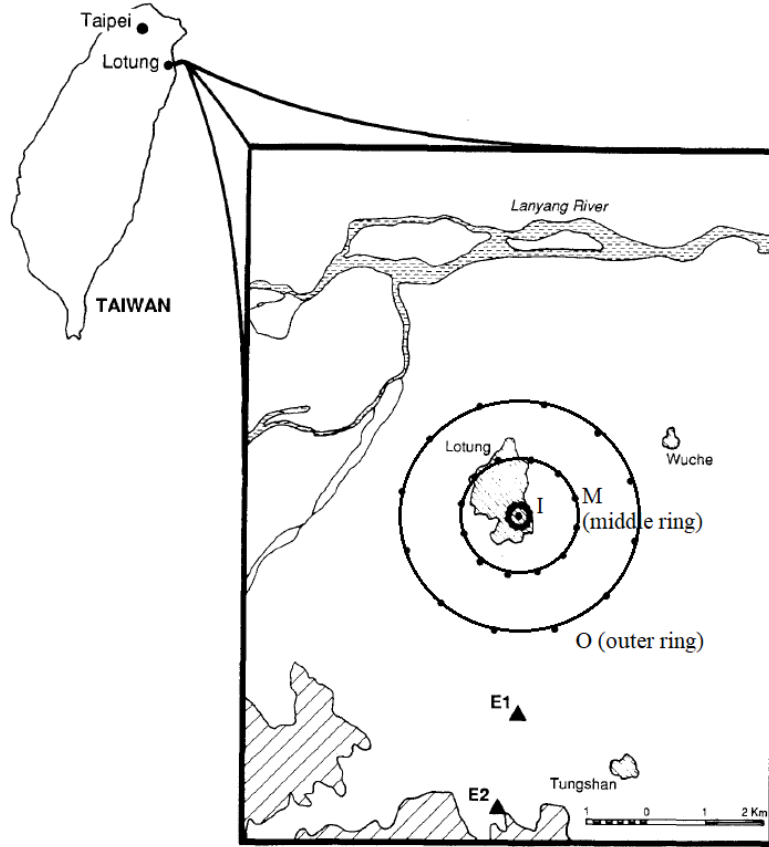 Taipei
Lotung
TAIWAN
Lanyang River
Lotung
Wuche
I
M
(middle ring)
O (outer ring)
E1
Tungshan
E2
1 0 1 2 Km